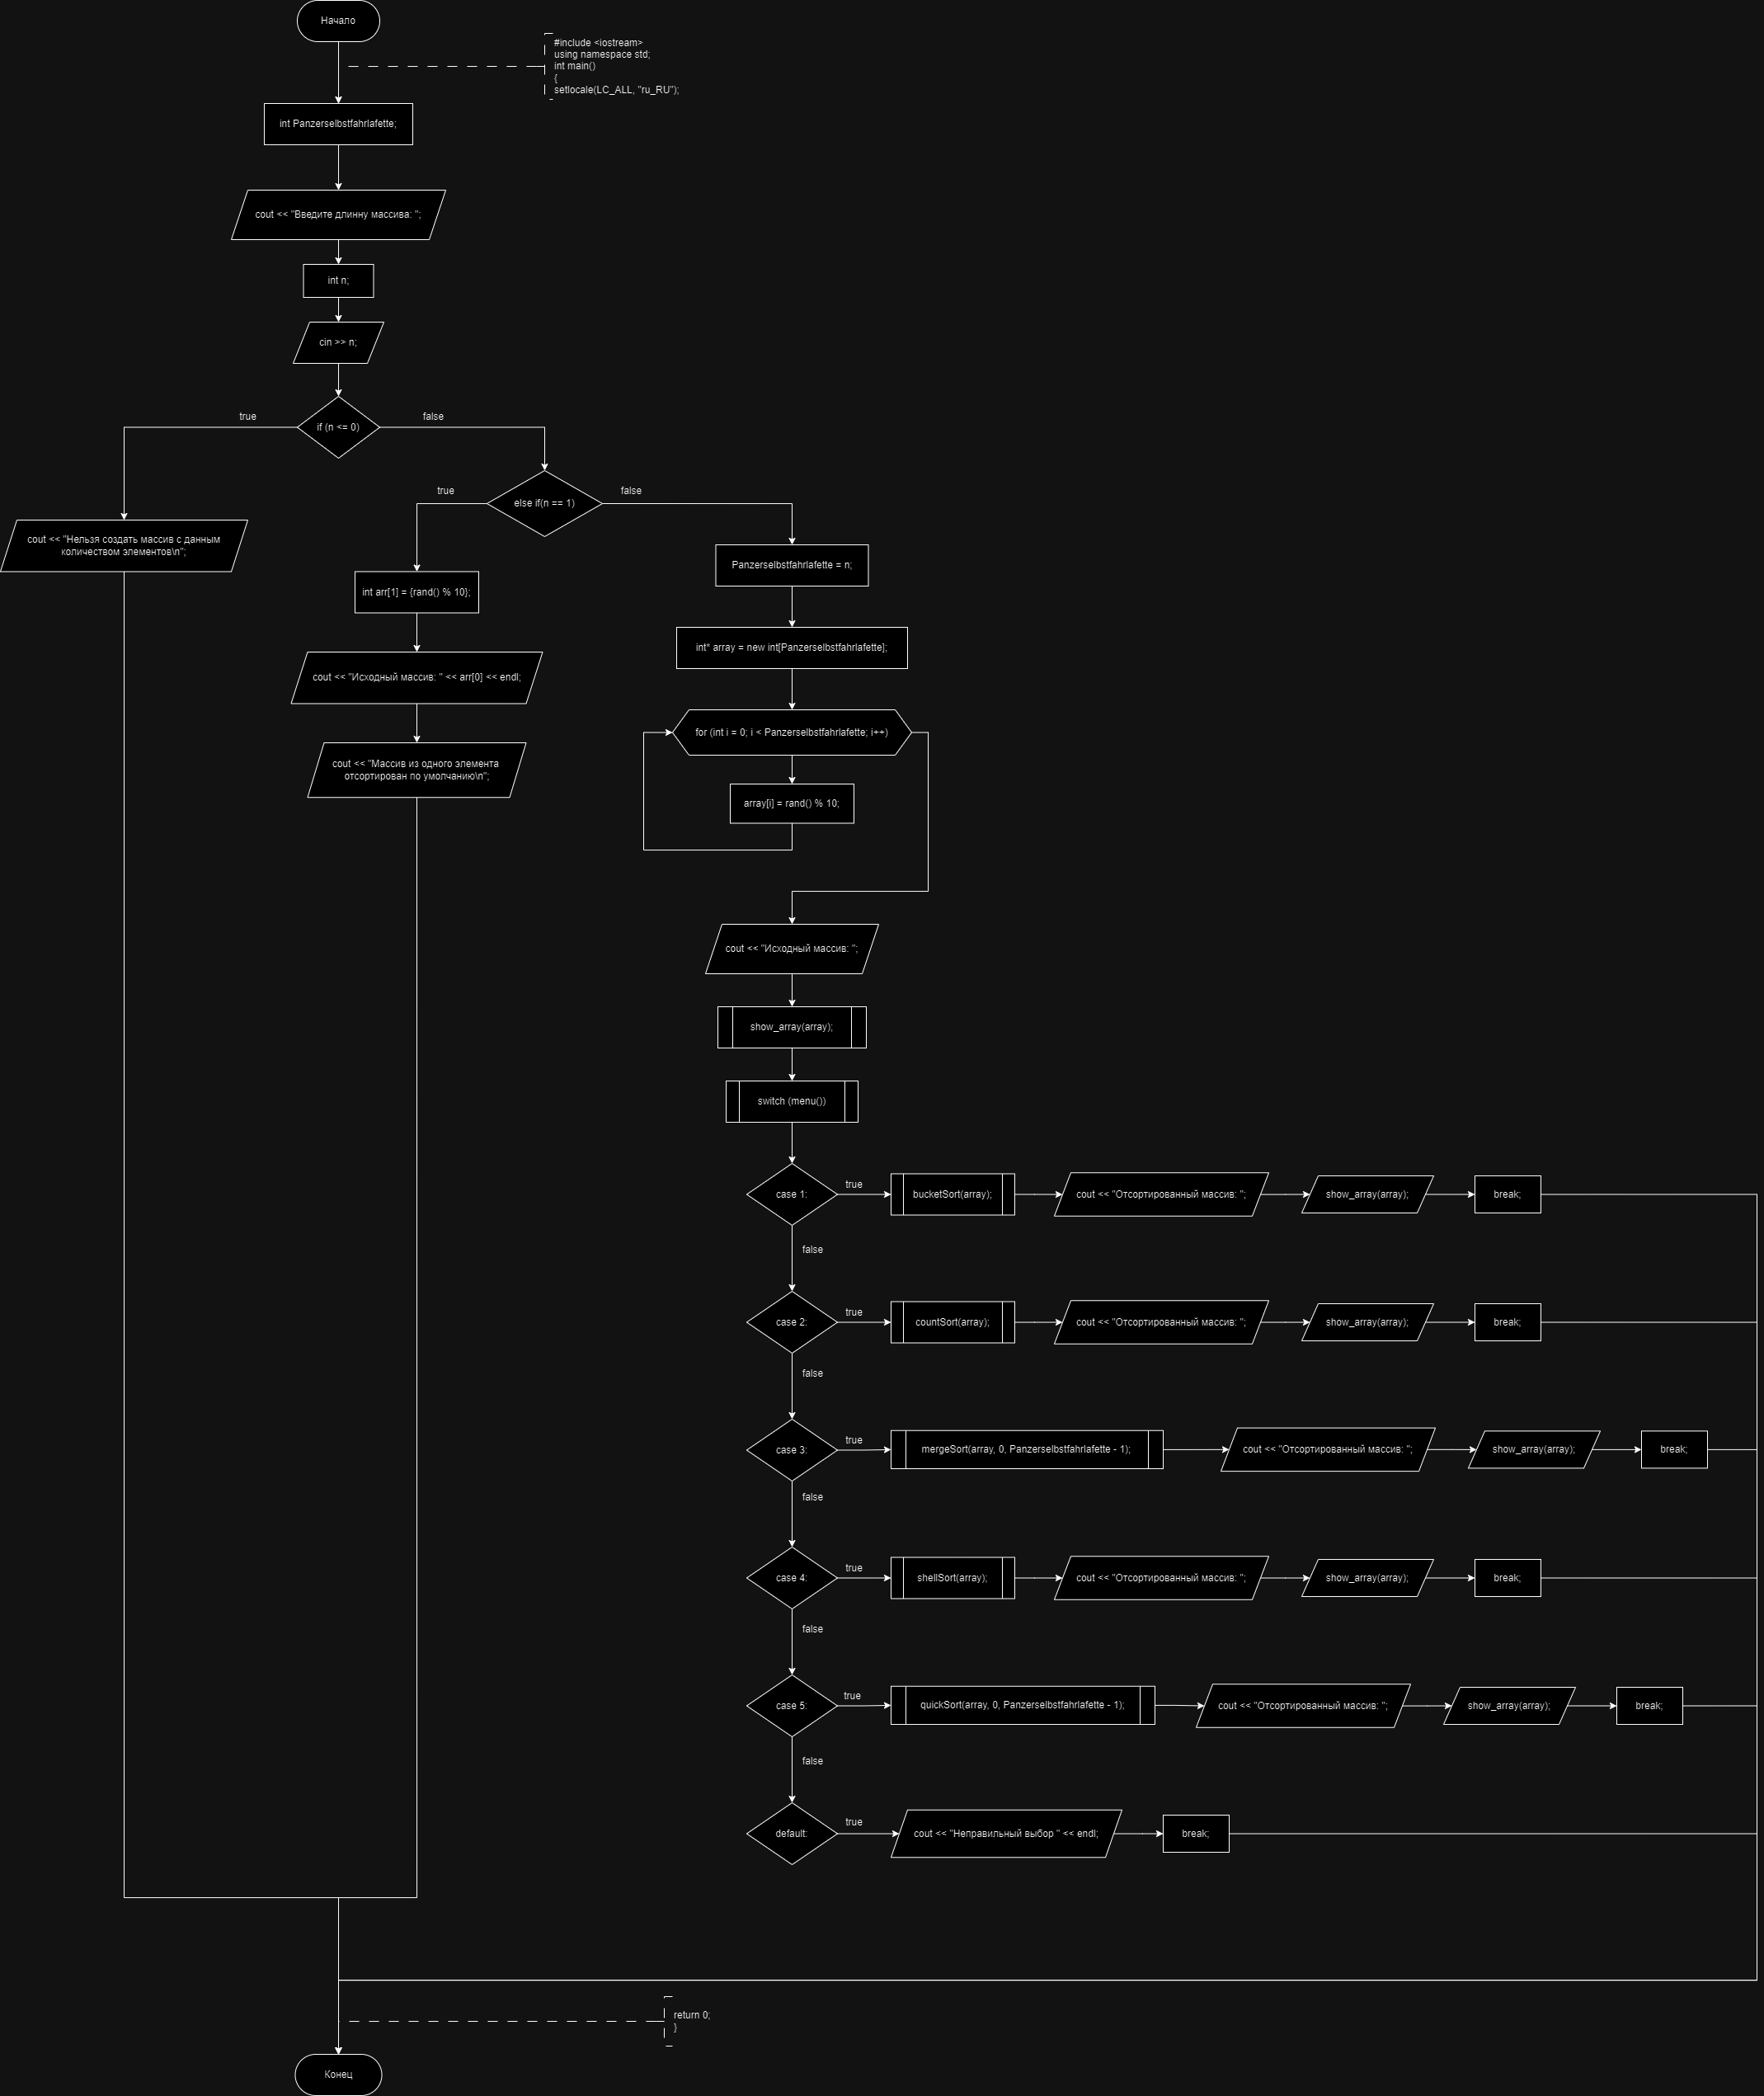 Начало
#include <iostream>
using namespace std;
int main()
{
setlocale(LC_ALL, "ru_RU");
int Panzerselbstfahrlafette;
cout << "Введите длинну массива: ";
int n;
cin >> n;
true
if (n <= 0)
false
true
else if(n == 1)
false
cout << "Нельзя создать массив с данным
количеством элементов\n";
Panzerselbstfahrlafette = n;
int arr[1] = {rand() % 10};
int* array = new int[Panzerselbstfahrlafette];
cout << "Исходный массив: " << arr[0] << endl;
for (int i = 0; i < Panzerselbstfahrlafette; i++)
cout << "Массив из одного элемента
отсортирован по умолчанию\n";
array[i] = rand() % 10;
cout << "Исходный массив: ";
show_array(array);
switch (menu())
case 1:
true
bucketSort(array);
cout << "Отсортированный массив: ";
show_array(array);
break;
false
case 2:
true
countSort(array);
cout << "Отсортированный массив: ";
show_array(array);
break;
false
case 3:
true
mergeSort(array, 0, Panzerselbstfahrlafette - 1);
cout << "Отсортированный массив: ";
show_array(array);
break;
false
case 4:
true
shellSort(array);
cout << "Отсортированный массив: ";
show_array(array);
break;
false
case 5:
true
quickSort(array, 0, Panzerselbstfahrlafette - 1);
cout << "Отсортированный массив: ";
show_array(array);
break;
false
default:
true
cout << "Неправильный выбор " << endl;
break;
return 0;
}
Конец